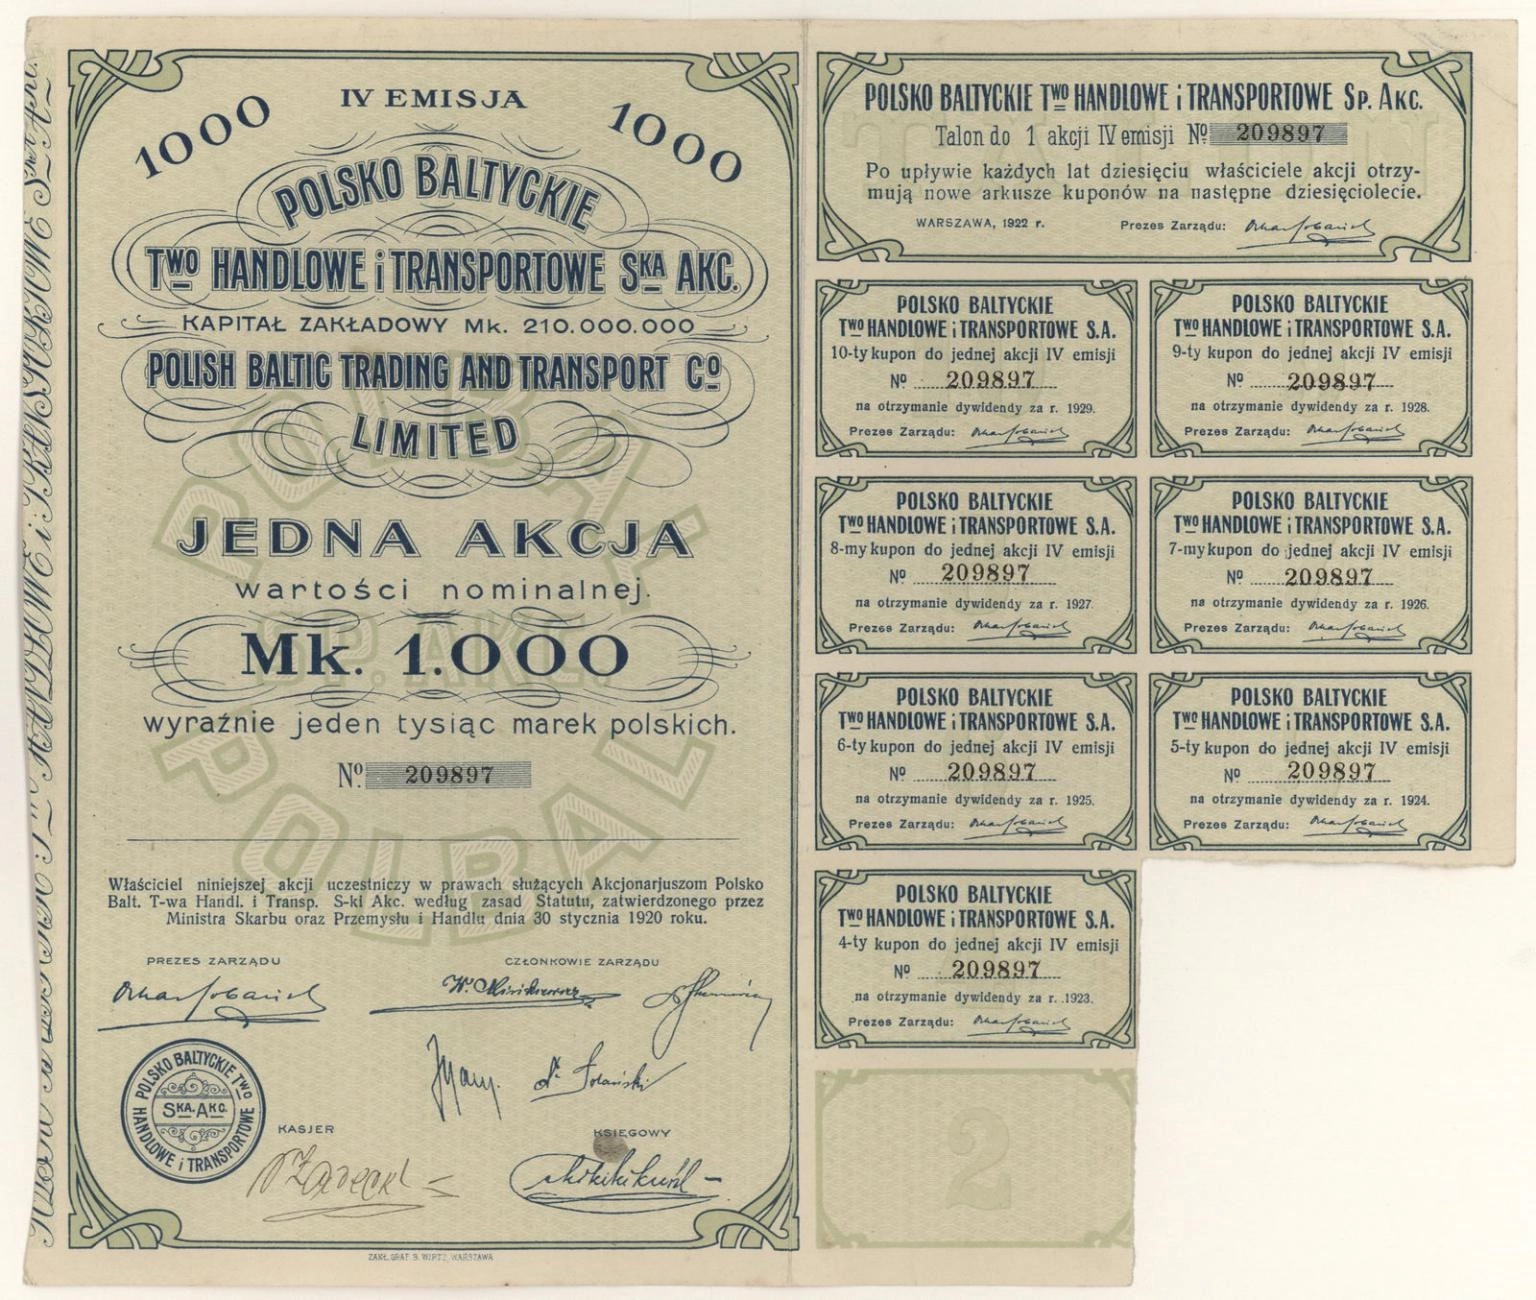 IV EMISJA
1000 1000
POLSKO BALTYCKIE
TWO HANDLOWE i TRANSPORTOWE SKA AKC.
KAPITAŁ ZAKŁADOWY MK. 210.000.000
POLISH BALTIC TRADING AND TRANSPORT CO
LIMITED
JEDNA AKCJA
wartości nominalnej.
Mk. 1.000
wyraźnie jeden tysiąc marek polskich.
No. 209897
POLBAL
SP. AKC.
POLBAL
Właściciel niniejszej akcji uczestniczy w prawach służących Akcjonarjuszom Polsko
Balt. T-wa Handl. i Transp. S-ki Akc. według zasad Statutu, zatwierdzonego przez
Ministra Skarbu oraz Przemysłu i Handlu dnia 30 stycznia 1920 roku.
PREZES ZARZĄDU
CZŁONKOWIE ZARZĄDU
POLSKO BALTYCKIE TWO
HANDLOWE i TRANSPORTOWE
SKA. AKC.
KASJER
KSIĘGOWY
ZAKŁ. GRAF. B. WIRTZ, WARSZAWA
POLSKO BALTYCKIE TWO HANDLOWE i TRANSPORTOWE SP. AKC.
Talon do 1 akcji IV emisji No 209897
Po upływie każdych lat dziesięciu właściciele akcji otrzy-
mują nowe arkusze kuponów na następne dziesięciolecie.
WARSZAWA, 1922 r. Prezes Zarządu:
POLSKO BALTYCKIE
TWO HANDLOWE i TRANSPORTOWE S.A.
10-ty kupon do jednej akcji IV emisji
No 209897
na otrzymanie dywidendy za r. 1929.
Prezes Zarządu:
POLSKO BALTYCKIE
TWO HANDLOWE i TRANSPORTOWE S.A.
9-ty kupon do jednej akcji IV emisji
No 209897
na otrzymanie dywidendy za r. 1928.
Prezes Zarządu:
POLSKO BALTYCKIE
TWO HANDLOWE i TRANSPORTOWE S.A.
8-my kupon do jednej akcji IV emisji
No 209897
na otrzymanie dywidendy za r. 1927.
Prezes Zarządu:
POLSKO BALTYCKIE
TWO HANDLOWE i TRANSPORTOWE S.A.
7-my kupon do jednej akcji IV emisji
No 209897
na otrzymanie dywidendy za r. 1926.
Prezes Zarządu:
POLSKO BALTYCKIE
TWO HANDLOWE i TRANSPORTOWE S.A.
6-ty kupon do jednej akcji IV emisji
No 209897
na otrzymanie dywidendy za r. 1925.
Prezes Zarządu:
POLSKO BALTYCKIE
TWO HANDLOWE i TRANSPORTOWE S.A.
5-ty kupon do jednej akcji IV emisji
No 209897
na otrzymanie dywidendy za r. 1924.
Prezes Zarządu:
POLSKO BALTYCKIE
TWO HANDLOWE i TRANSPORTOWE S.A.
4-ty kupon do jednej akcji IV emisji
No 209897
na otrzymanie dywidendy za r. 1923.
Prezes Zarządu:
2